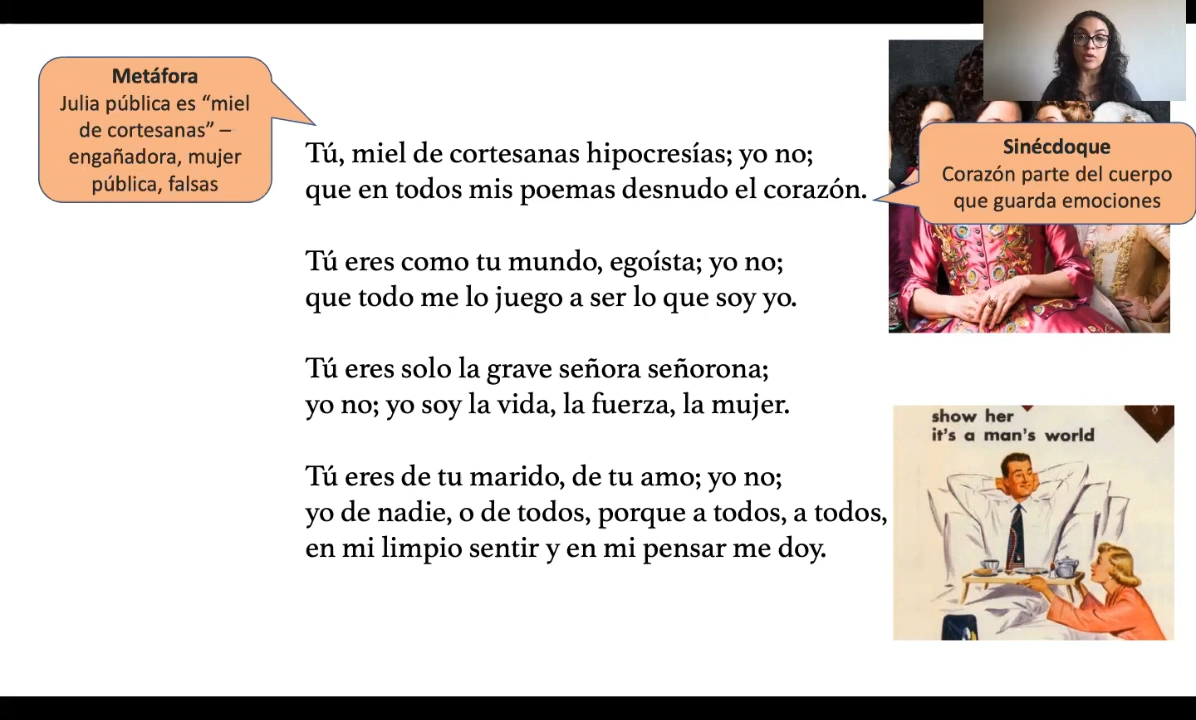 Metáfora
Julia pública es “miel
de cortesanas” –
engañadora, mujer
pública, falsas
Tú, miel de cortesanas hipocresías; yo no;
que en todos mis poemas desnudo el corazón.
Sinécdoque
Corazón parte del cuerpo
que guarda emociones
Tú eres como tu mundo, egoísta; yo no;
que todo me lo juego a ser lo que soy yo.
Tú eres solo la grave señora señorona;
yo no; yo soy la vida, la fuerza, la mujer.
Tú eres de tu marido, de tu amo; yo no;
yo de nadie, o de todos, porque a todos, a todos,
en mi limpio sentir y en mi pensar me doy.
show her
it's a man's world